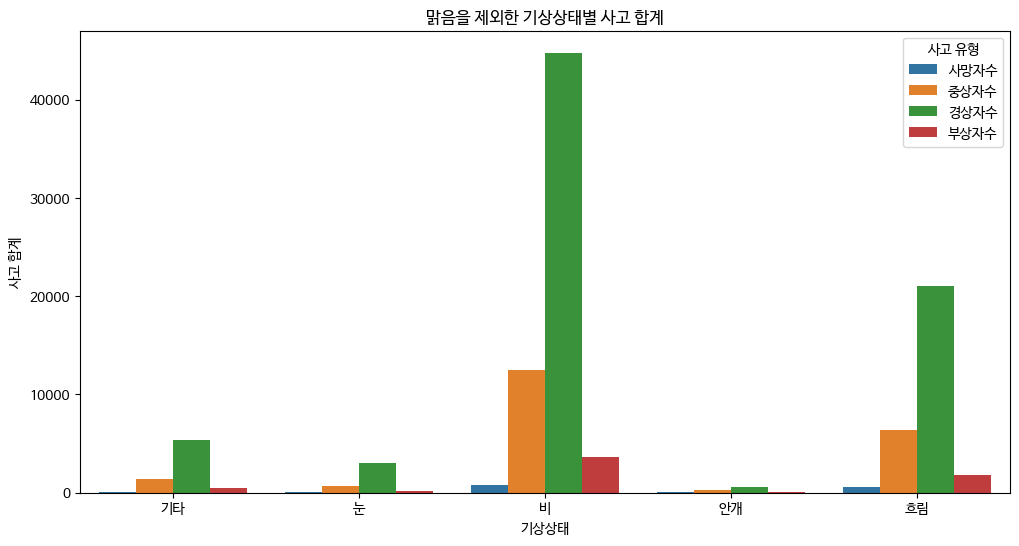 맑음을 제외한 기상상태별 사고 합계
사고 유형
사망자수
중상자수
경상자수
부상자수
사고 합계
40000
30000
20000
10000
0
기타
눈
비
안개
흐림
기상상태